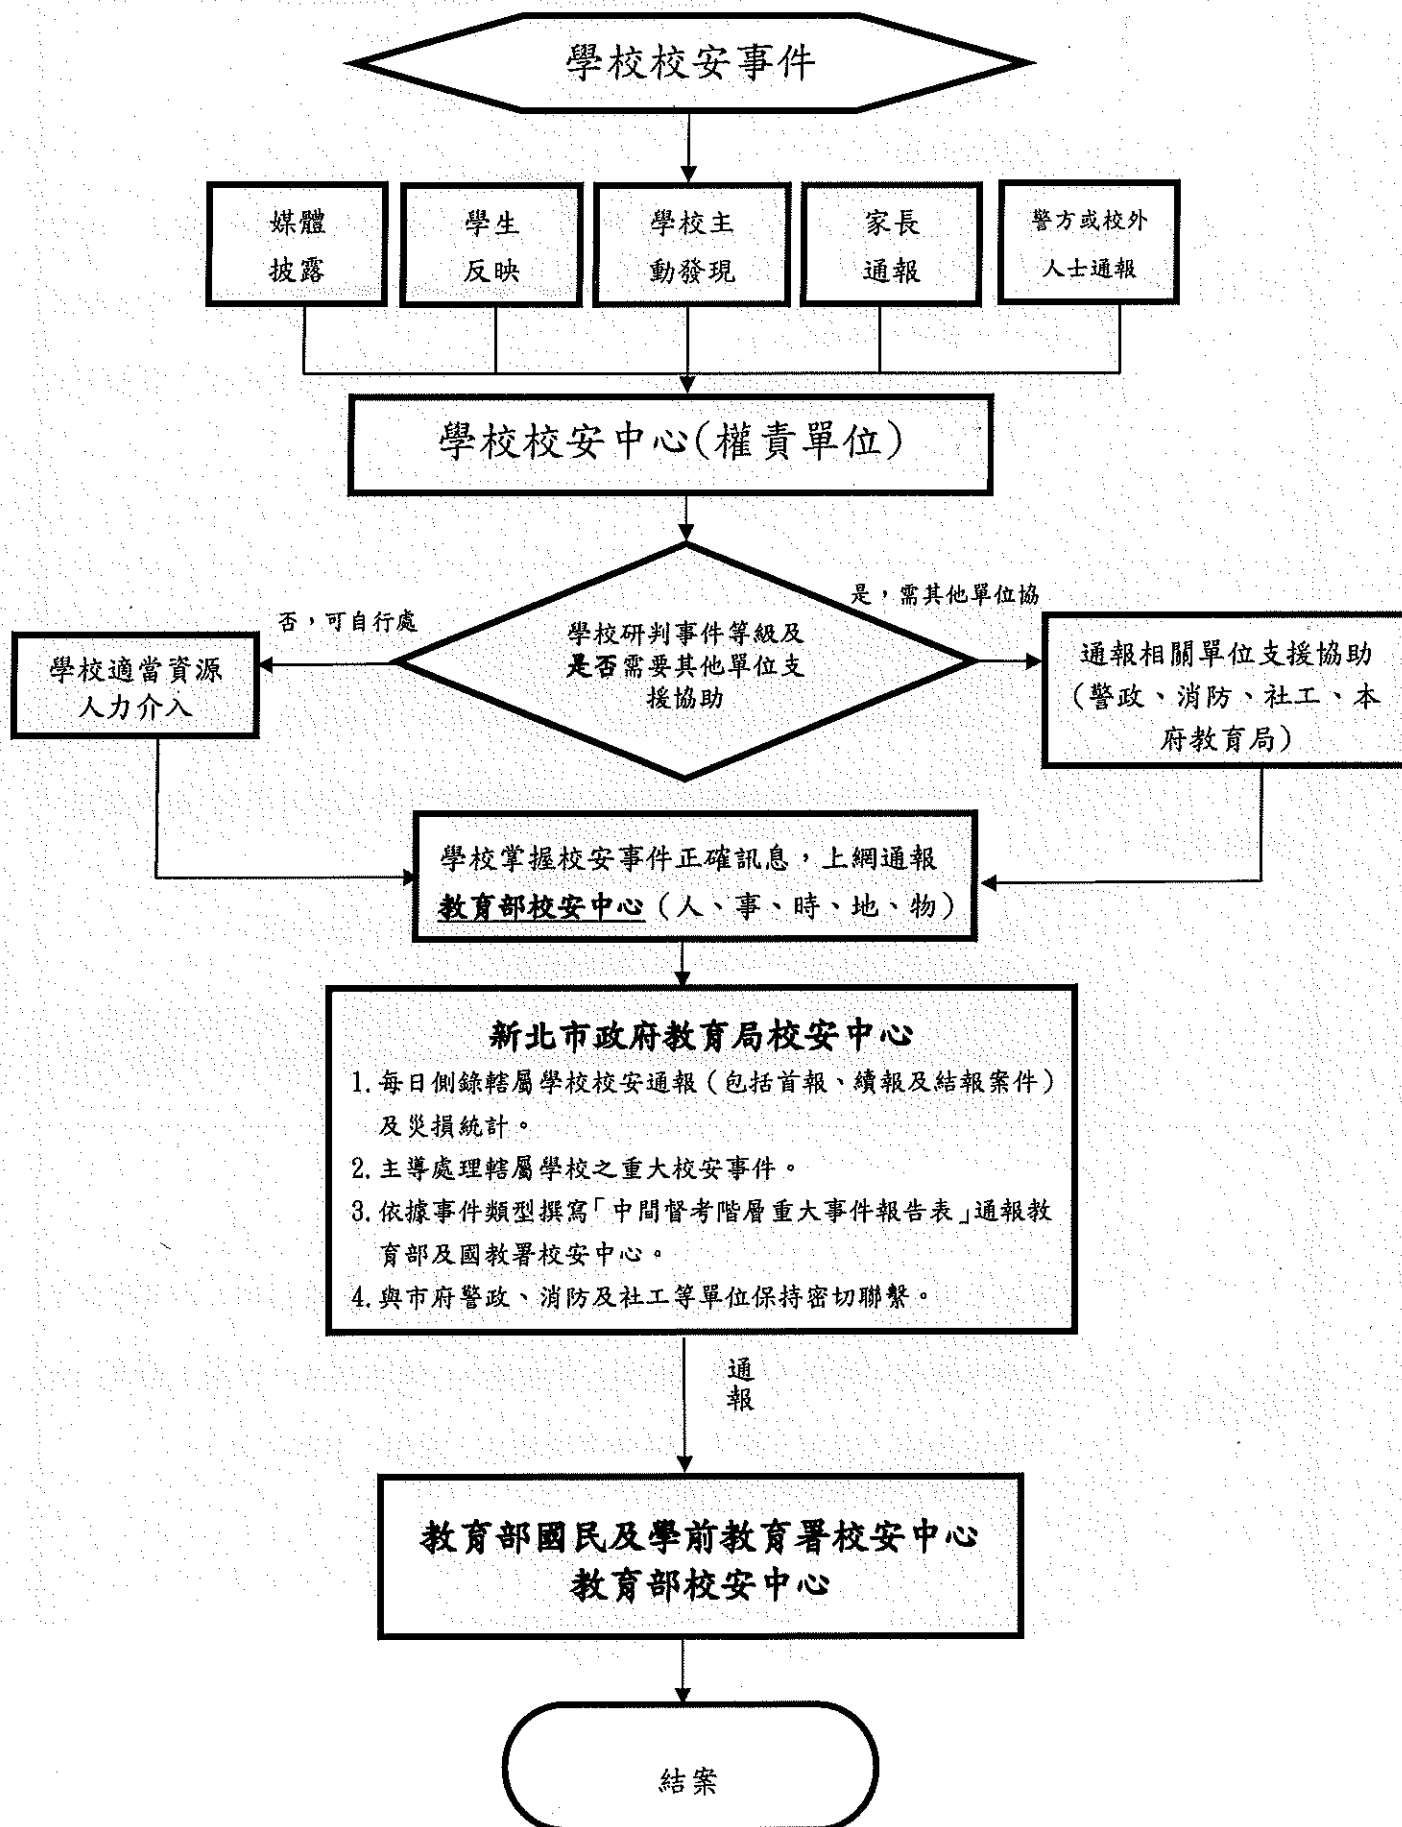 學校校安事件
媒體
披露
學生
反映
學校主
動發現
家長
通報
警方或校外
人士通報
學校校安中心(權責單位)
否，可自行處
是，需其他單位協
學校研判事件等級及
是否需要其他單位支
援協助
學校適當資源
人力介入
通報相關單位支援協助
(警政、消防、社工、本
府教育局)
學校掌握校安事件正確訊息，上網通報
教育部校安中心(人、事、時、地、物)
新北市政府教育局校安中心
1.每日側錄轄屬學校校安通報(包括首報、續報及結報案件)
及災損統計。
2.主導處理轄屬學校之重大校安事件。
3.依據事件類型撰寫「中間督考階層重大事件報告表」通報教
育部及國教署校安中心。
4.與市府警政、消防及社工等單位保持密切聯繫。
通
報
教育部國民及學前教育署校安中心
教育部校安中心
結案